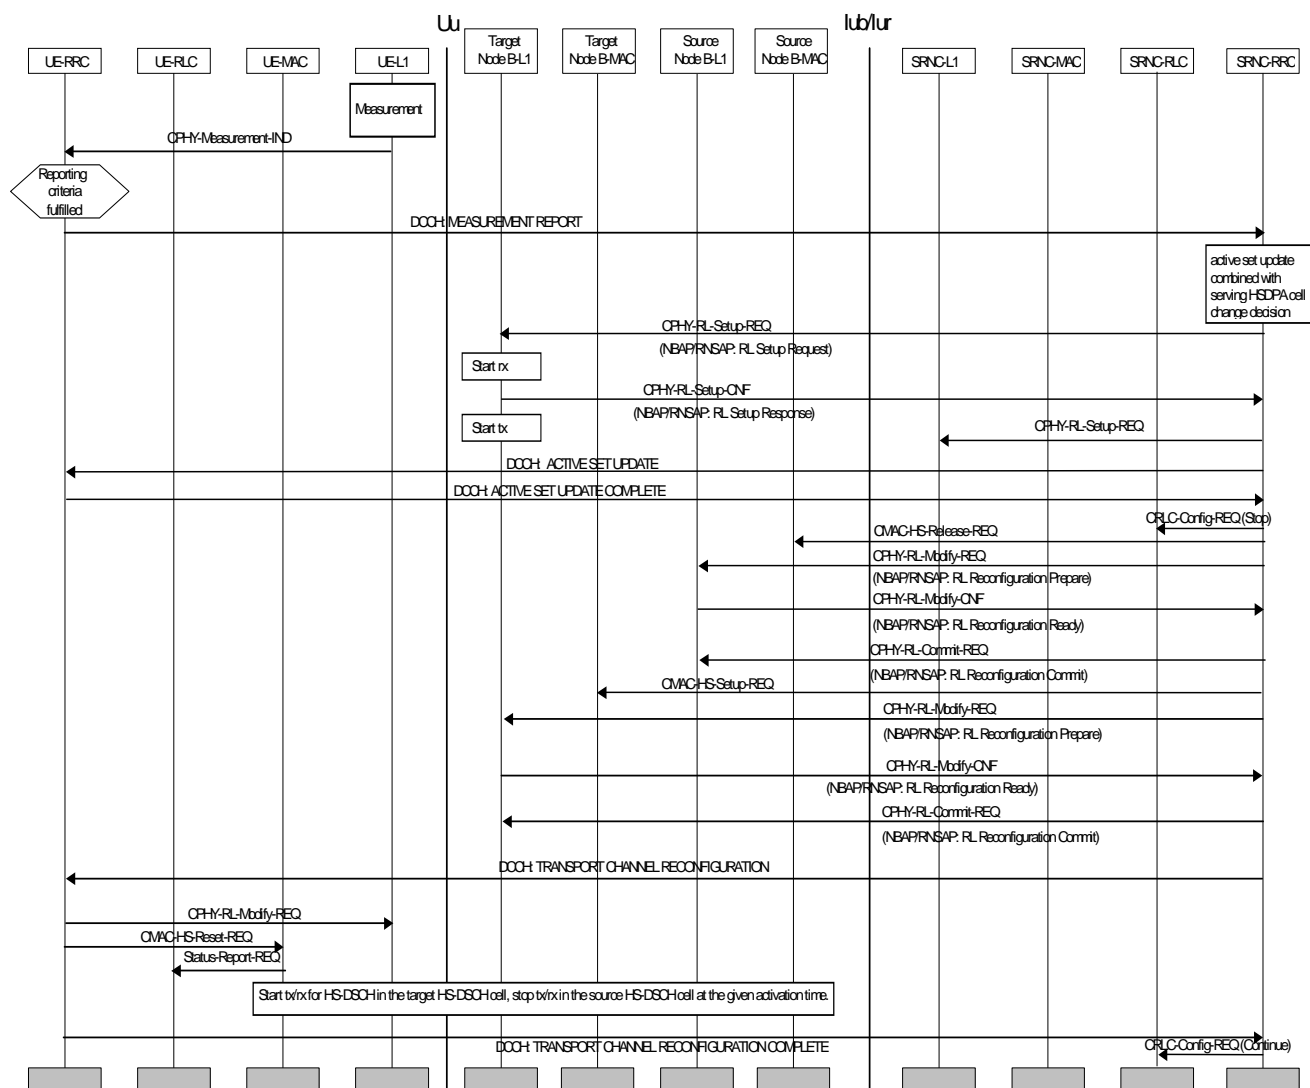 Uu
Iub/Iur
UE-RRC
UE-RLC
UE-MAC
UE-L1
Target
Node B-L1
Target
Node B-MAC
Source
Node B-L1
Source
Node B-MAC
SRNC-L1
SRNC-MAC
SRNC-RLC
SRNC-RRC
Measurement
CPHY-Measurement-IND
Reporting
criteria
fulfilled
DCCH: MEASUREMENT REPORT
active set update
combined with
serving HSDPA cell
change decision
CPHY-RL-Setup-REQ
(NBAP/RNSAP: RL Setup Request)
Start rx
CPHY-RL-Setup-CNF
(NBAP/RNSAP: RL Setup Response)
Start tx
CPHY-RL-Setup-REQ
DCCH: ACTIVE SET UPDATE
DCCH: ACTIVE SET UPDATE COMPLETE
CRLC-Config-REQ (Stop)
CMAC-HS-Release-REQ
CPHY-RL-Modify-REQ
(NBAP/RNSAP: RL Reconfiguration Prepare)
CPHY-RL-Modify-CNF
(NBAP/RNSAP: RL Reconfiguration Ready)
CPHY-RL-Commit-REQ
(NBAP/RNSAP: RL Reconfiguration Commit)
CMAC-HS-Setup-REQ
CPHY-RL-Modify-REQ
(NBAP/RNSAP: RL Reconfiguration Prepare)
CPHY-RL-Modify-CNF
(NBAP/RNSAP: RL Reconfiguration Ready)
CPHY-RL-Commit-REQ
(NBAP/RNSAP: RL Reconfiguration Commit)
DCCH: TRANSPORT CHANNEL RECONFIGURATION
CPHY-RL-Modify-REQ
CMAC-HS-Reset-REQ
Status-Report-REQ
Start tx/rx for HS-DSCH in the target HS-DSCH cell, stop tx/rx in the source HS-DSCH cell at the given activation time.
DCCH: TRANSPORT CHANNEL RECONFIGURATION COMPLETE
CRLC-Config-REQ (Continue)